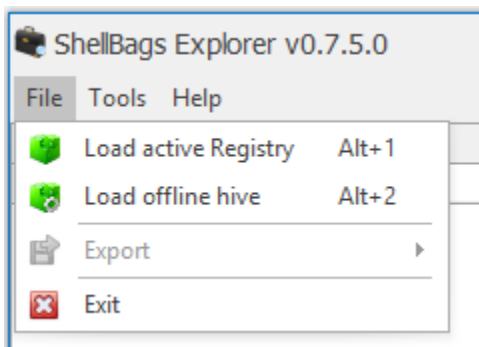 ShellBags Explorer v0.7.5.0
File Tools Help
Load active Registry Alt+1
Load offline hive Alt+2
Export
Exit